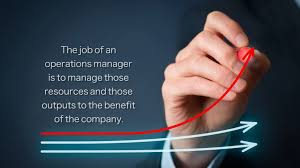 The job of an
operations manager
is to manage those
resources and those
outputs to the benefit
of the company.